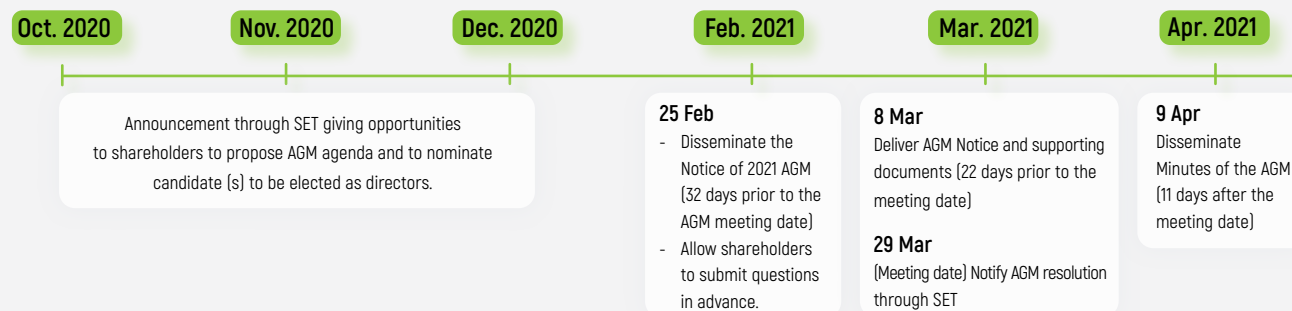 Oct. 2020
Nov. 2020
Dec. 2020
Feb. 2021
Mar. 2021
Apr. 2021
Announcement through SET giving opportunities
to shareholders to propose AGM agenda and to nominate
candidate (s) to be elected as directors.
25 Feb
- Disseminate the
Notice of 2021 AGM
(32 days prior to the
AGM meeting date)
- Allow shareholders
to submit questions
in advance.
8 Mar
Deliver AGM Notice and supporting
documents (22 days prior to the
meeting date)
29 Mar
(Meeting date) Notify AGM resolution
through SET
9 Apr
Disseminate
Minutes of the AGM
(11 days after the
meeting date)